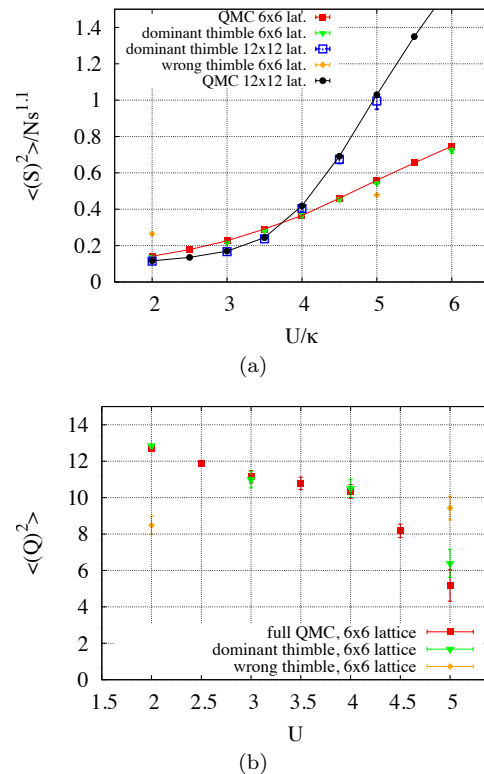 QMC 6x6 lat.
dominant thimble 6x6 lat.
dominant thimble 12x12 lat.
wrong thimble 6x6 lat.
QMC 12x12 lat.
<(S)²>/Ns¹·¹
1.4
1.2
1
0.8
0.6
0.4
0.2
0
2 3 4 5 6
U/κ
(a)
<(Q)²>
14
12
10
8
6
4
2
0
full QMC, 6x6 lattice
dominant thimble, 6x6 lattice
wrong thimble, 6x6 lattice
1.5 2 2.5 3 3.5 4 4.5 5
U
(b)